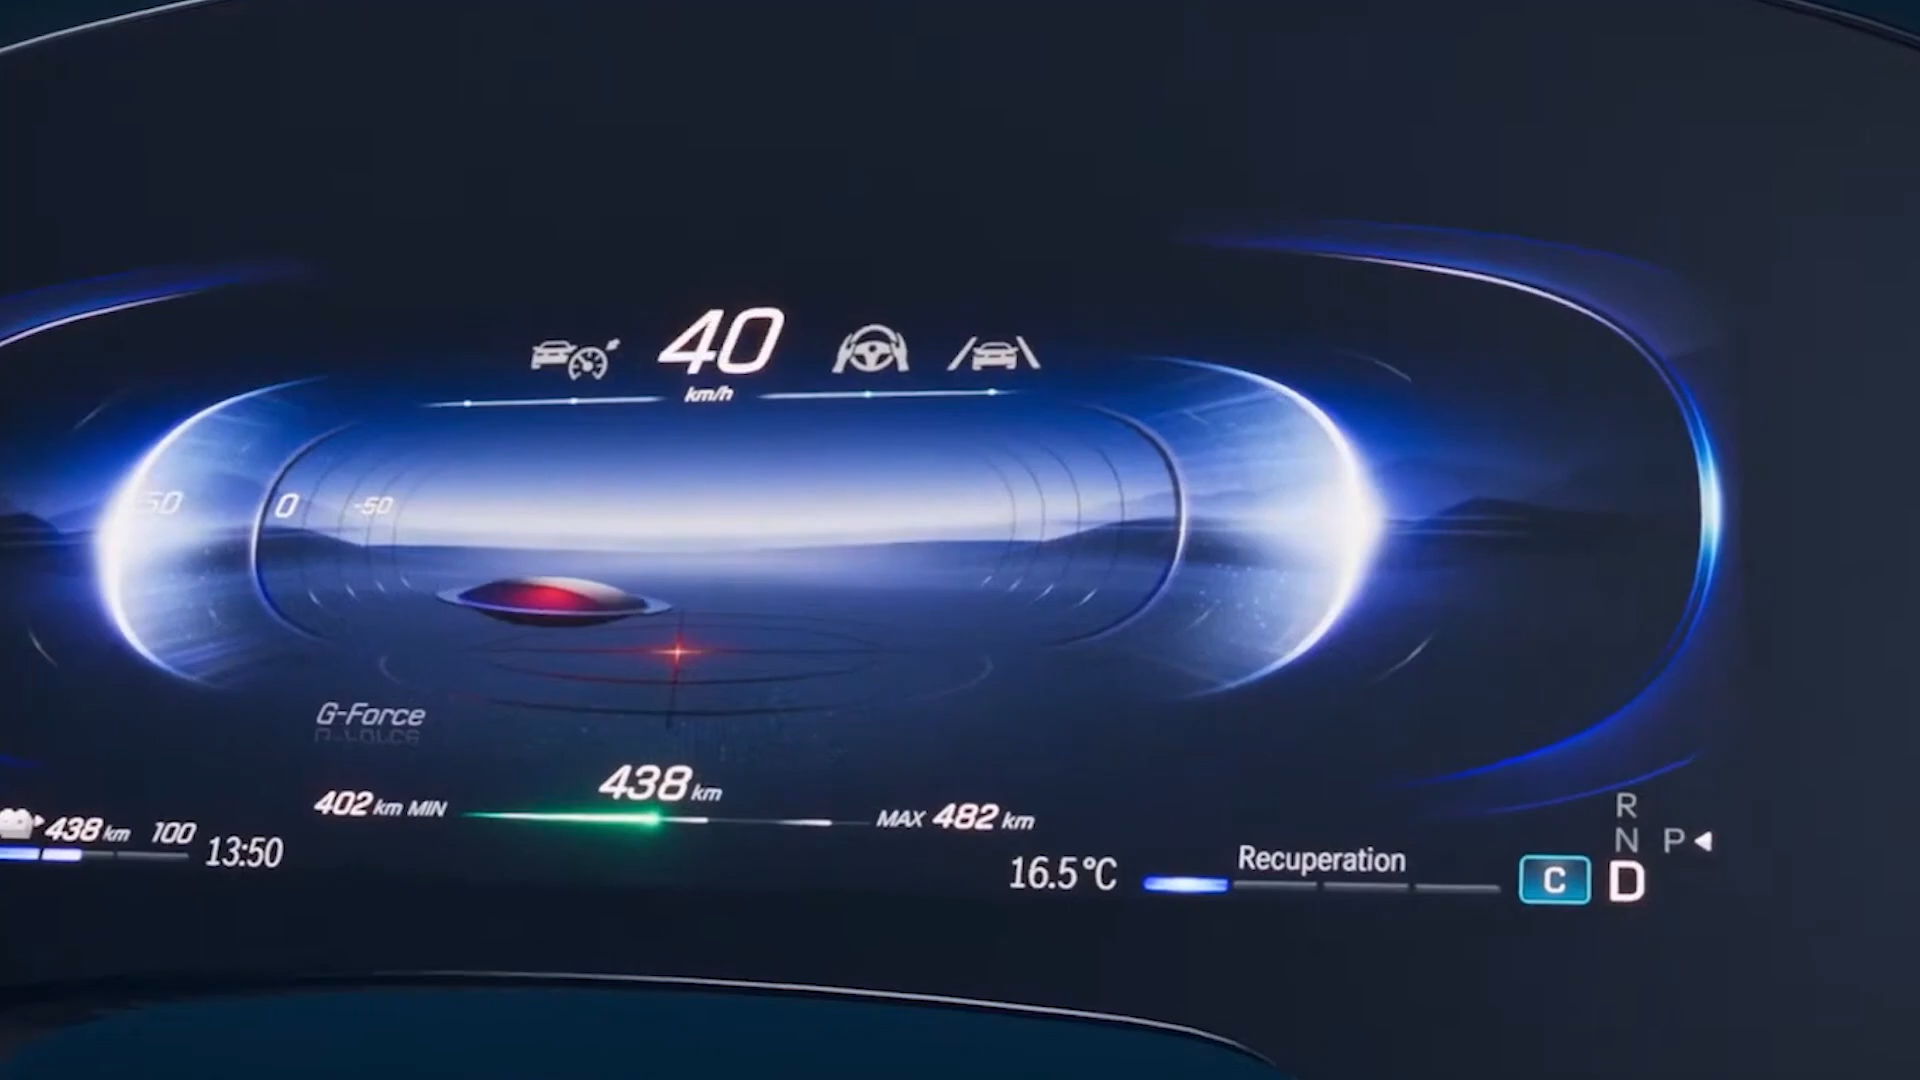 40
km/h
50 0 -50
G-Force
438 km
402 km MIN MAX 482 km
438 km 100 13:50
16.5°C Recuperation C
R
N P
D